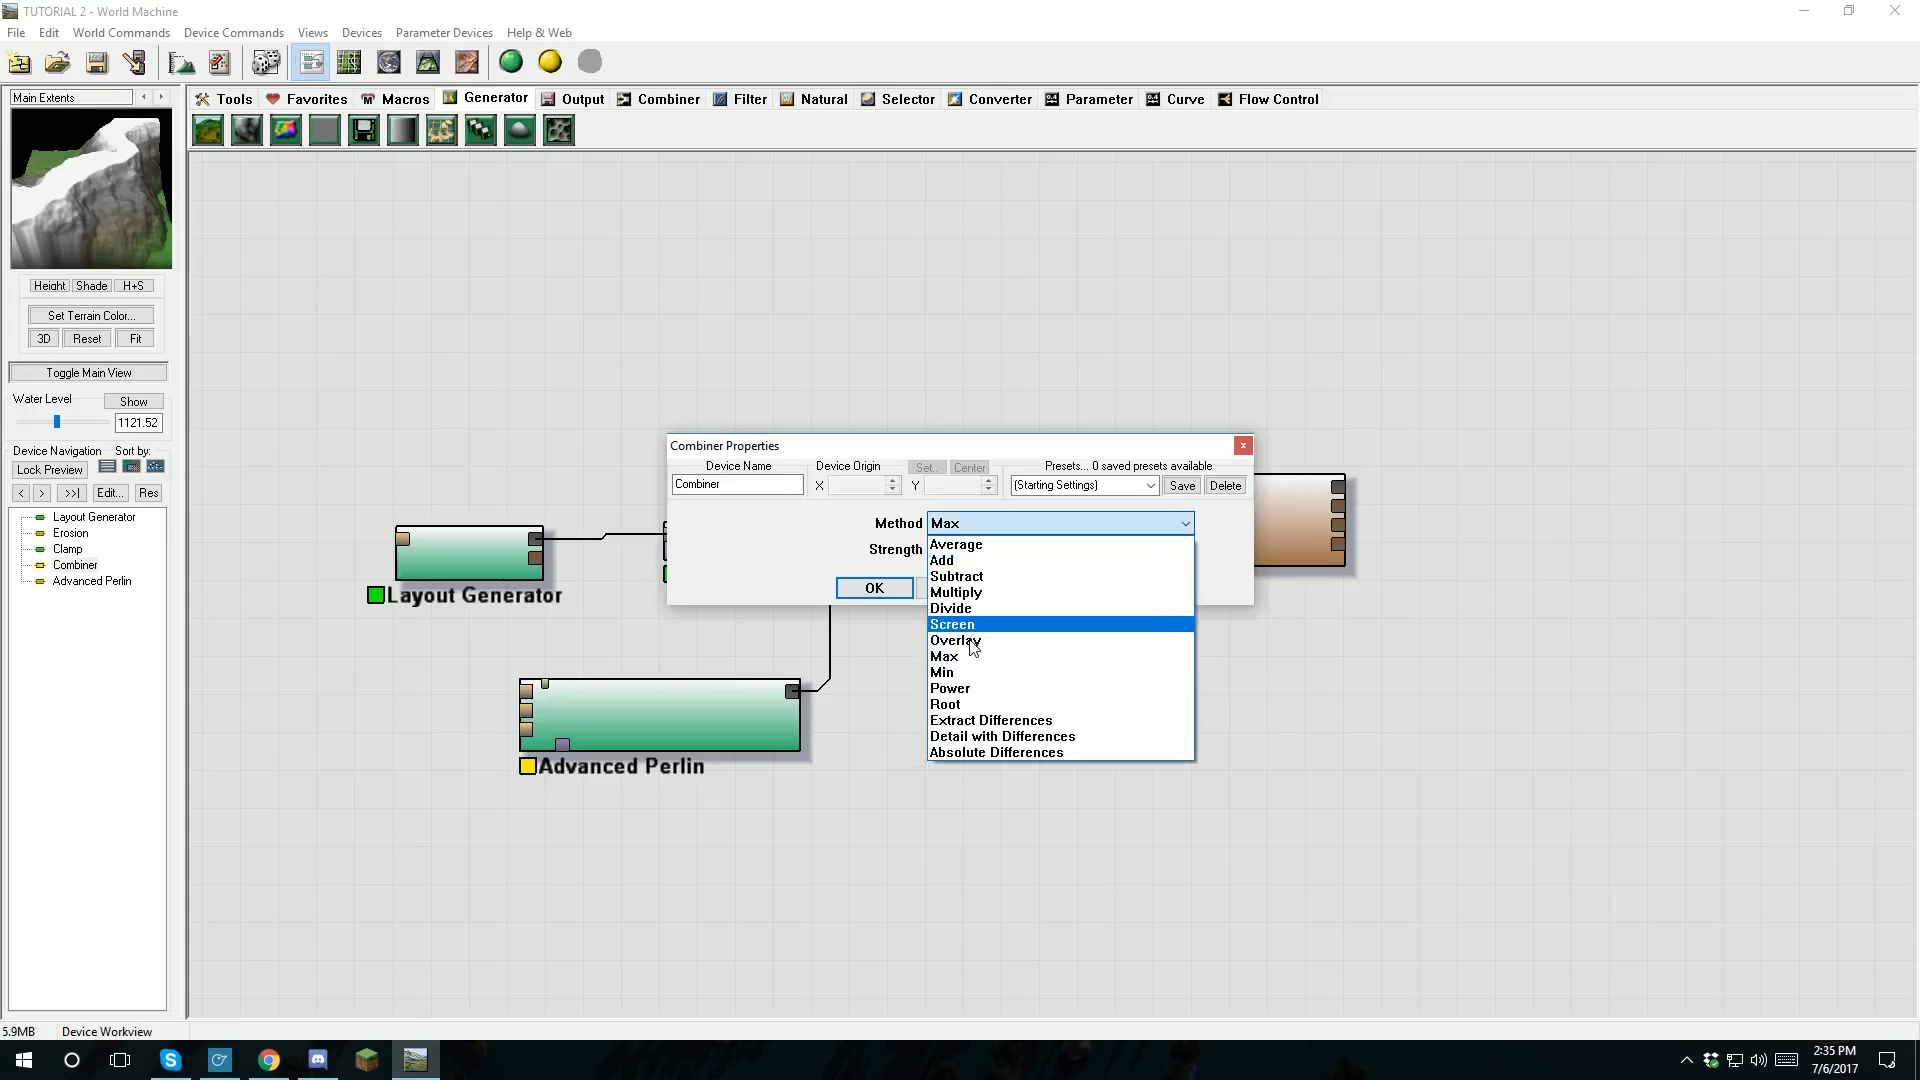 TUTORIAL 2 - World Machine
File Edit World Commands Device Commands Views Devices Parameter Devices Help & Web
Main Extents
Tools Favorites Macros Generator Output Combiner Filter Natural Selector Converter Parameter Curve Flow Control
Height Shade H+S
Set Terrain Color...
3D Reset Fit
Toggle Main View
Water Level Show
1121.52
Device Navigation Sort by:
Lock Preview
< > >>| Edit... Res
Layout Generator
Erosion
Clamp
Combiner
Advanced Perlin
Combiner Properties
Device Name Device Origin Set... Center Presets... 0 saved presets available
Combiner X Y (Starting Settings) Save Delete
Method Max
Strength
OK
Average
Add
Subtract
Multiply
Divide
Screen
Overlay
Max
Min
Power
Root
Extract Differences
Detail with Differences
Absolute Differences
Layout Generator
Advanced Perlin
5.9MB Device Workview
2:35 PM
7/6/2017